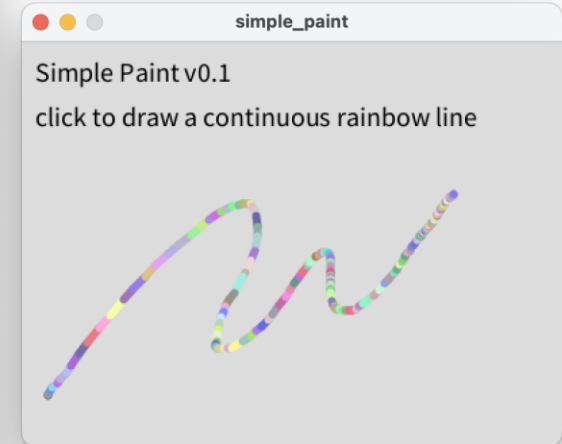 simple_paint
Simple Paint v0.1
click to draw a continuous rainbow line